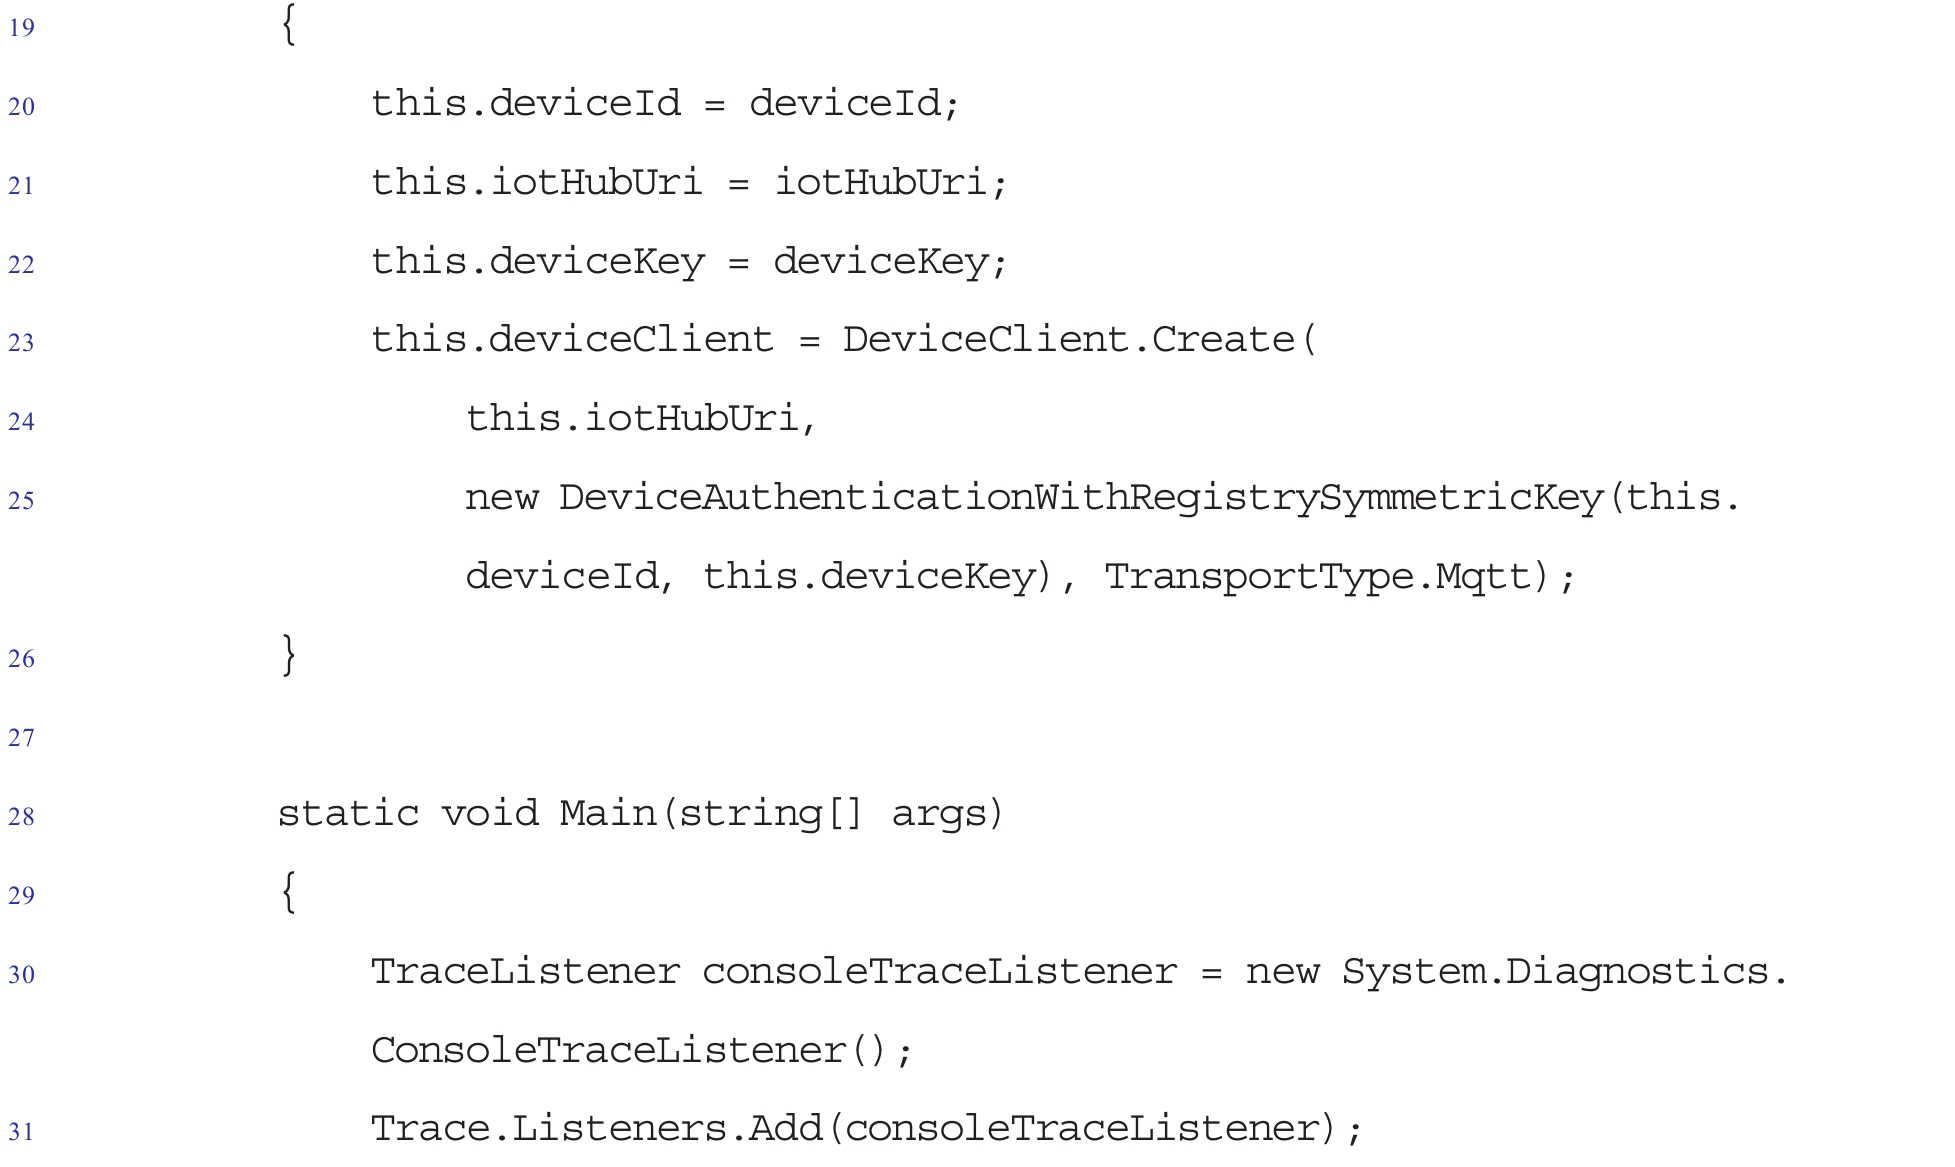 19 {
20 this.deviceId = deviceId;
21 this.iotHubUri = iotHubUri;
22 this.deviceKey = deviceKey;
23 this.deviceClient = DeviceClient.Create(
24 this.iotHubUri,
25 new DeviceAuthenticationWithRegistrySymmetricKey(this.
deviceId, this.deviceKey), TransportType.Mqtt);
26 }
27
28 static void Main(string[] args)
29 {
30 TraceListener consoleTraceListener = new System.Diagnostics.
ConsoleTraceListener();
31 Trace.Listeners.Add(consoleTraceListener);